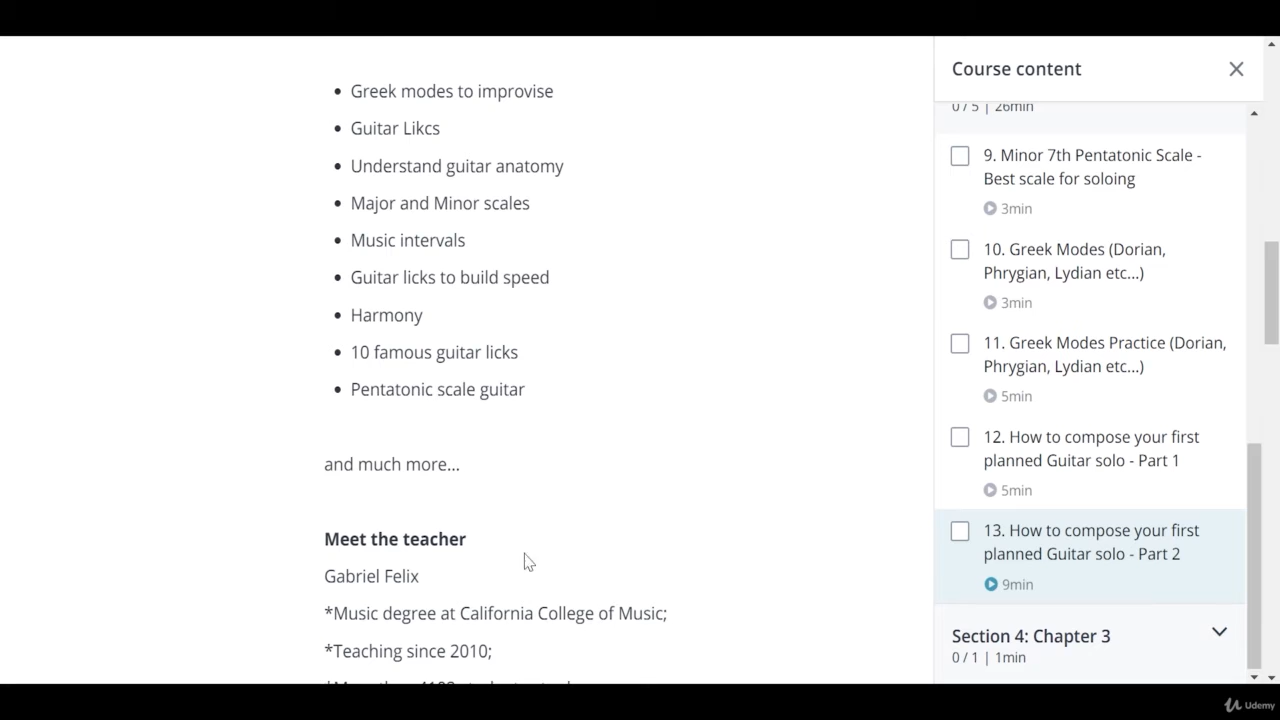 Greek modes to improvise
Guitar Likcs
Understand guitar anatomy
Major and Minor scales
Music intervals
Guitar licks to build speed
Harmony
10 famous guitar licks
Pentatonic scale guitar
and much more...
Meet the teacher
Gabriel Felix
*Music degree at California College of Music;
*Teaching since 2010;
Course content
0 / 5 | 26min
9. Minor 7th Pentatonic Scale -
Best scale for soloing
3min
10. Greek Modes (Dorian,
Phrygian, Lydian etc...)
3min
11. Greek Modes Practice (Dorian,
Phrygian, Lydian etc...)
5min
12. How to compose your first
planned Guitar solo - Part 1
5min
13. How to compose your first
planned Guitar solo - Part 2
9min
Section 4: Chapter 3
0 / 1 | 1min
Udemy